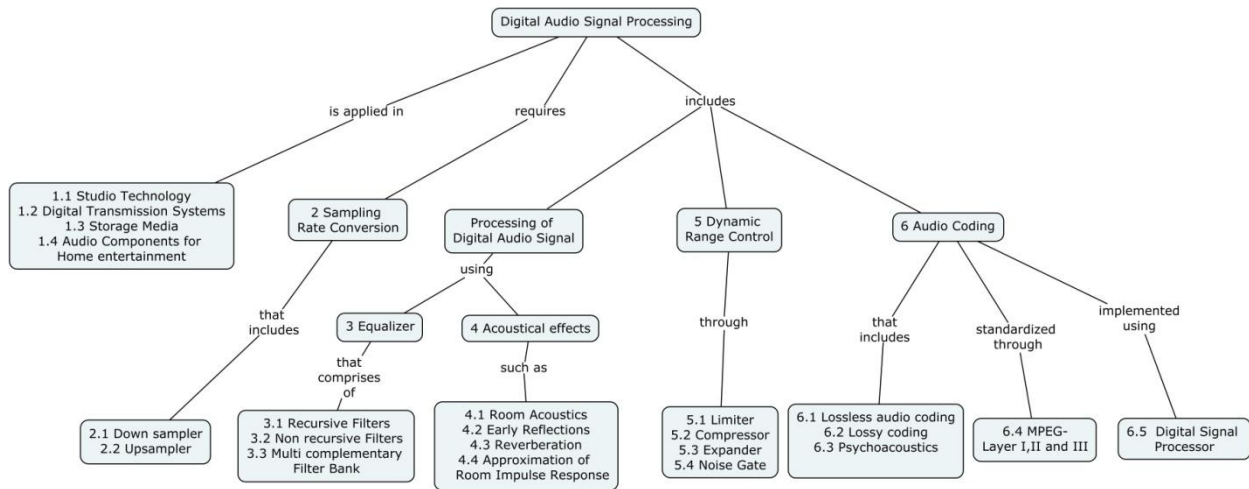 Digital Audio Signal Processing
is applied in
requires
includes
1.1 Studio Technology
1.2 Digital Transmission Systems
1.3 Storage Media
1.4 Audio Components for
Home entertainment
2 Sampling
Rate Conversion
Processing of
Digital Audio Signal
5 Dynamic
Range Control
6 Audio Coding
that
includes
using
3 Equalizer
4 Acoustical effects
through
that
includes
standardized
through
implemented
using
that
comprises
of
such as
2.1 Down sampler
2.2 Upsampler
3.1 Recursive Filters
3.2 Non recursive Filters
3.3 Multi complementary
Filter Bank
4.1 Room Acoustics
4.2 Early Reflections
4.3 Reverberation
4.4 Approximation of
Room Impulse Response
5.1 Limiter
5.2 Compressor
5.3 Expander
5.4 Noise Gate
6.1 Lossless audio coding
6.2 Lossy coding
6.3 Psychoacoustics
6.4 MPEG-
Layer I,II and III
6.5 Digital Signal
Processor